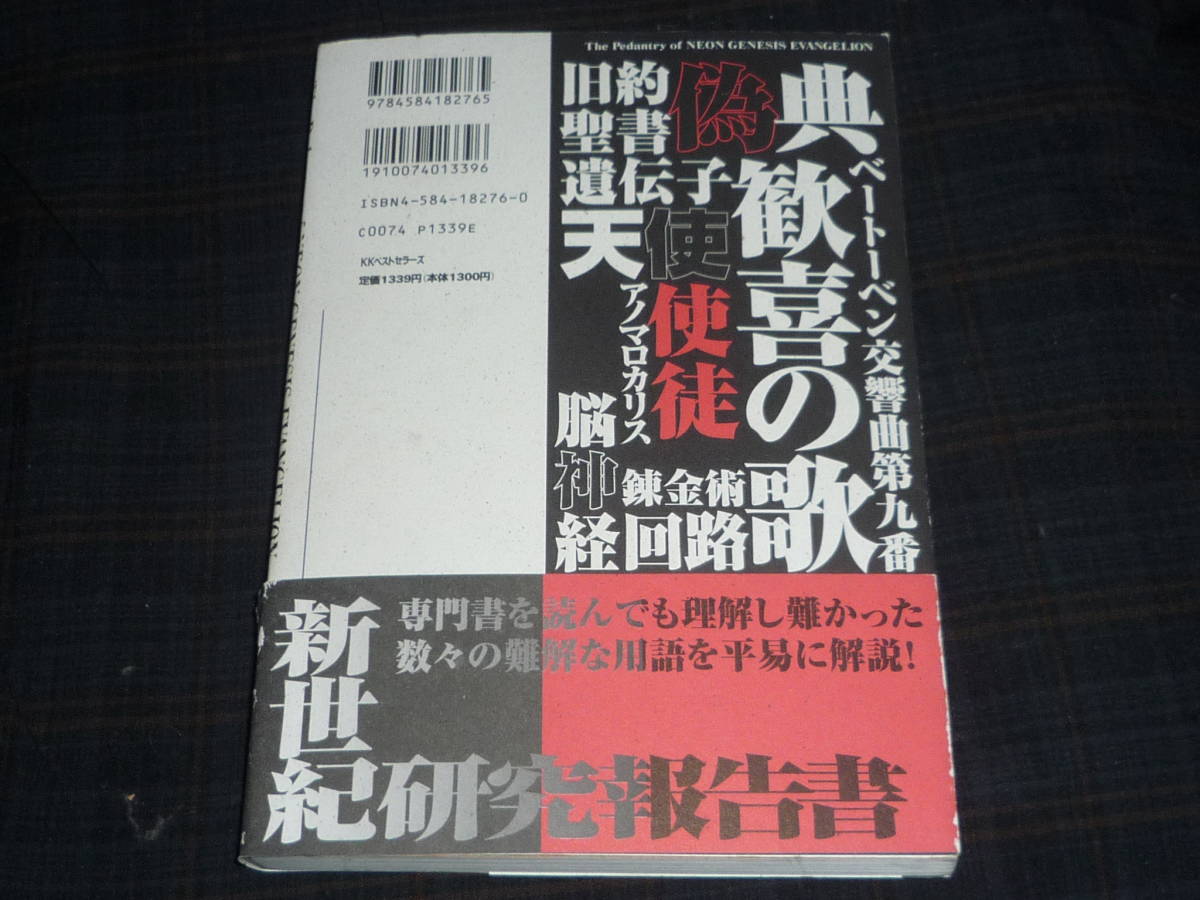 9784584182765
1910074013396
ISBN4-584-18276-0
C0074 P1339E
KKベストセラーズ
定価1339円(本体1300円)
The Pedantry of NEON GENESIS EVANGELION
偽典
旧約
聖書
遺伝子
天使
使徒
アノマロカリス
歓喜の歌
ベートーベン交響曲第九番
脳神経回路
錬金術
専門書を読んでも理解し難かった
数々の難解な用語を平易に解説!
新世紀研究報告書
GENESIS EVANGELION